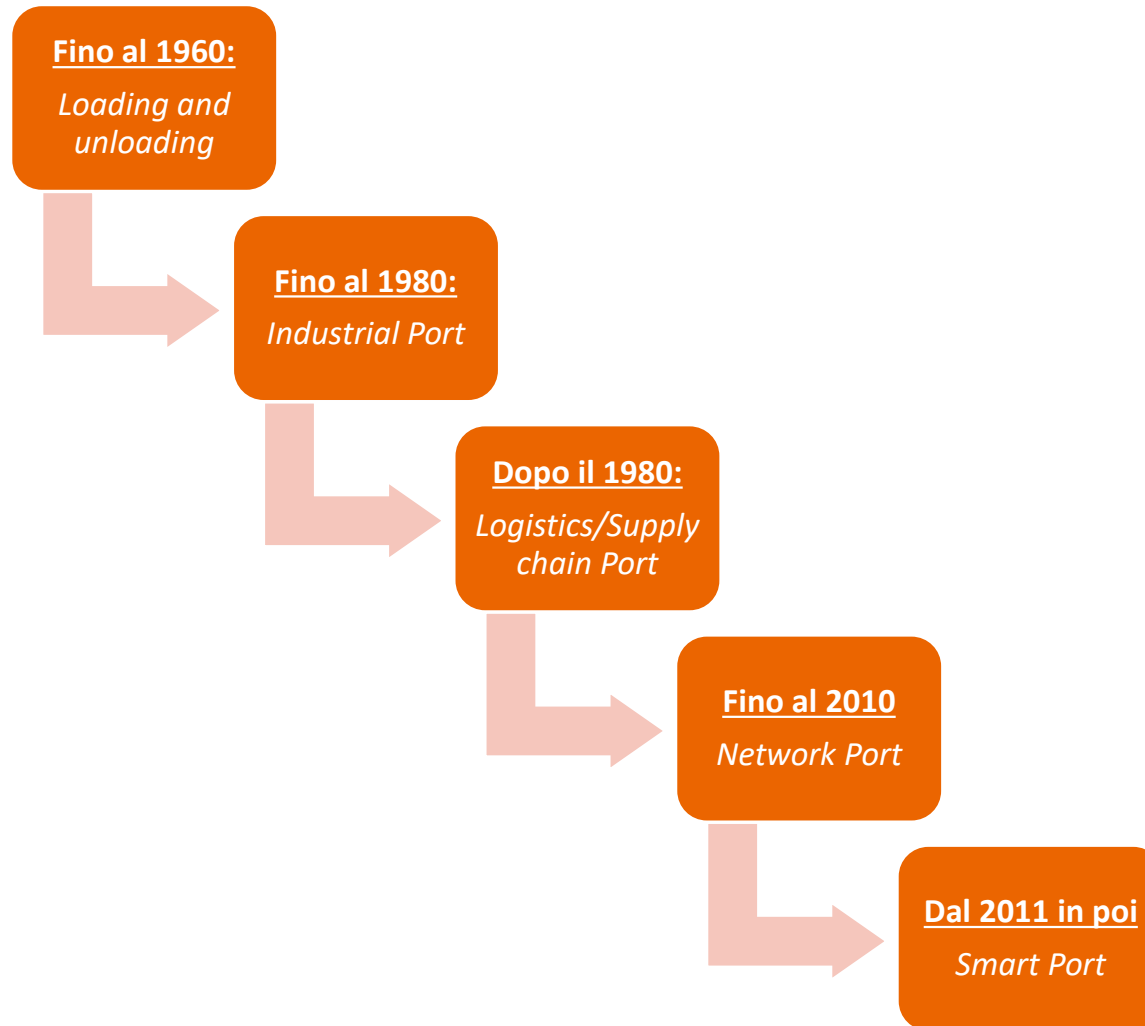 Fino al 1960:
Loading and
unloading
Fino al 1980:
Industrial Port
Dopo il 1980:
Logistics/Supply
chain Port
Fino al 2010
Network Port
Dal 2011 in poi
Smart Port